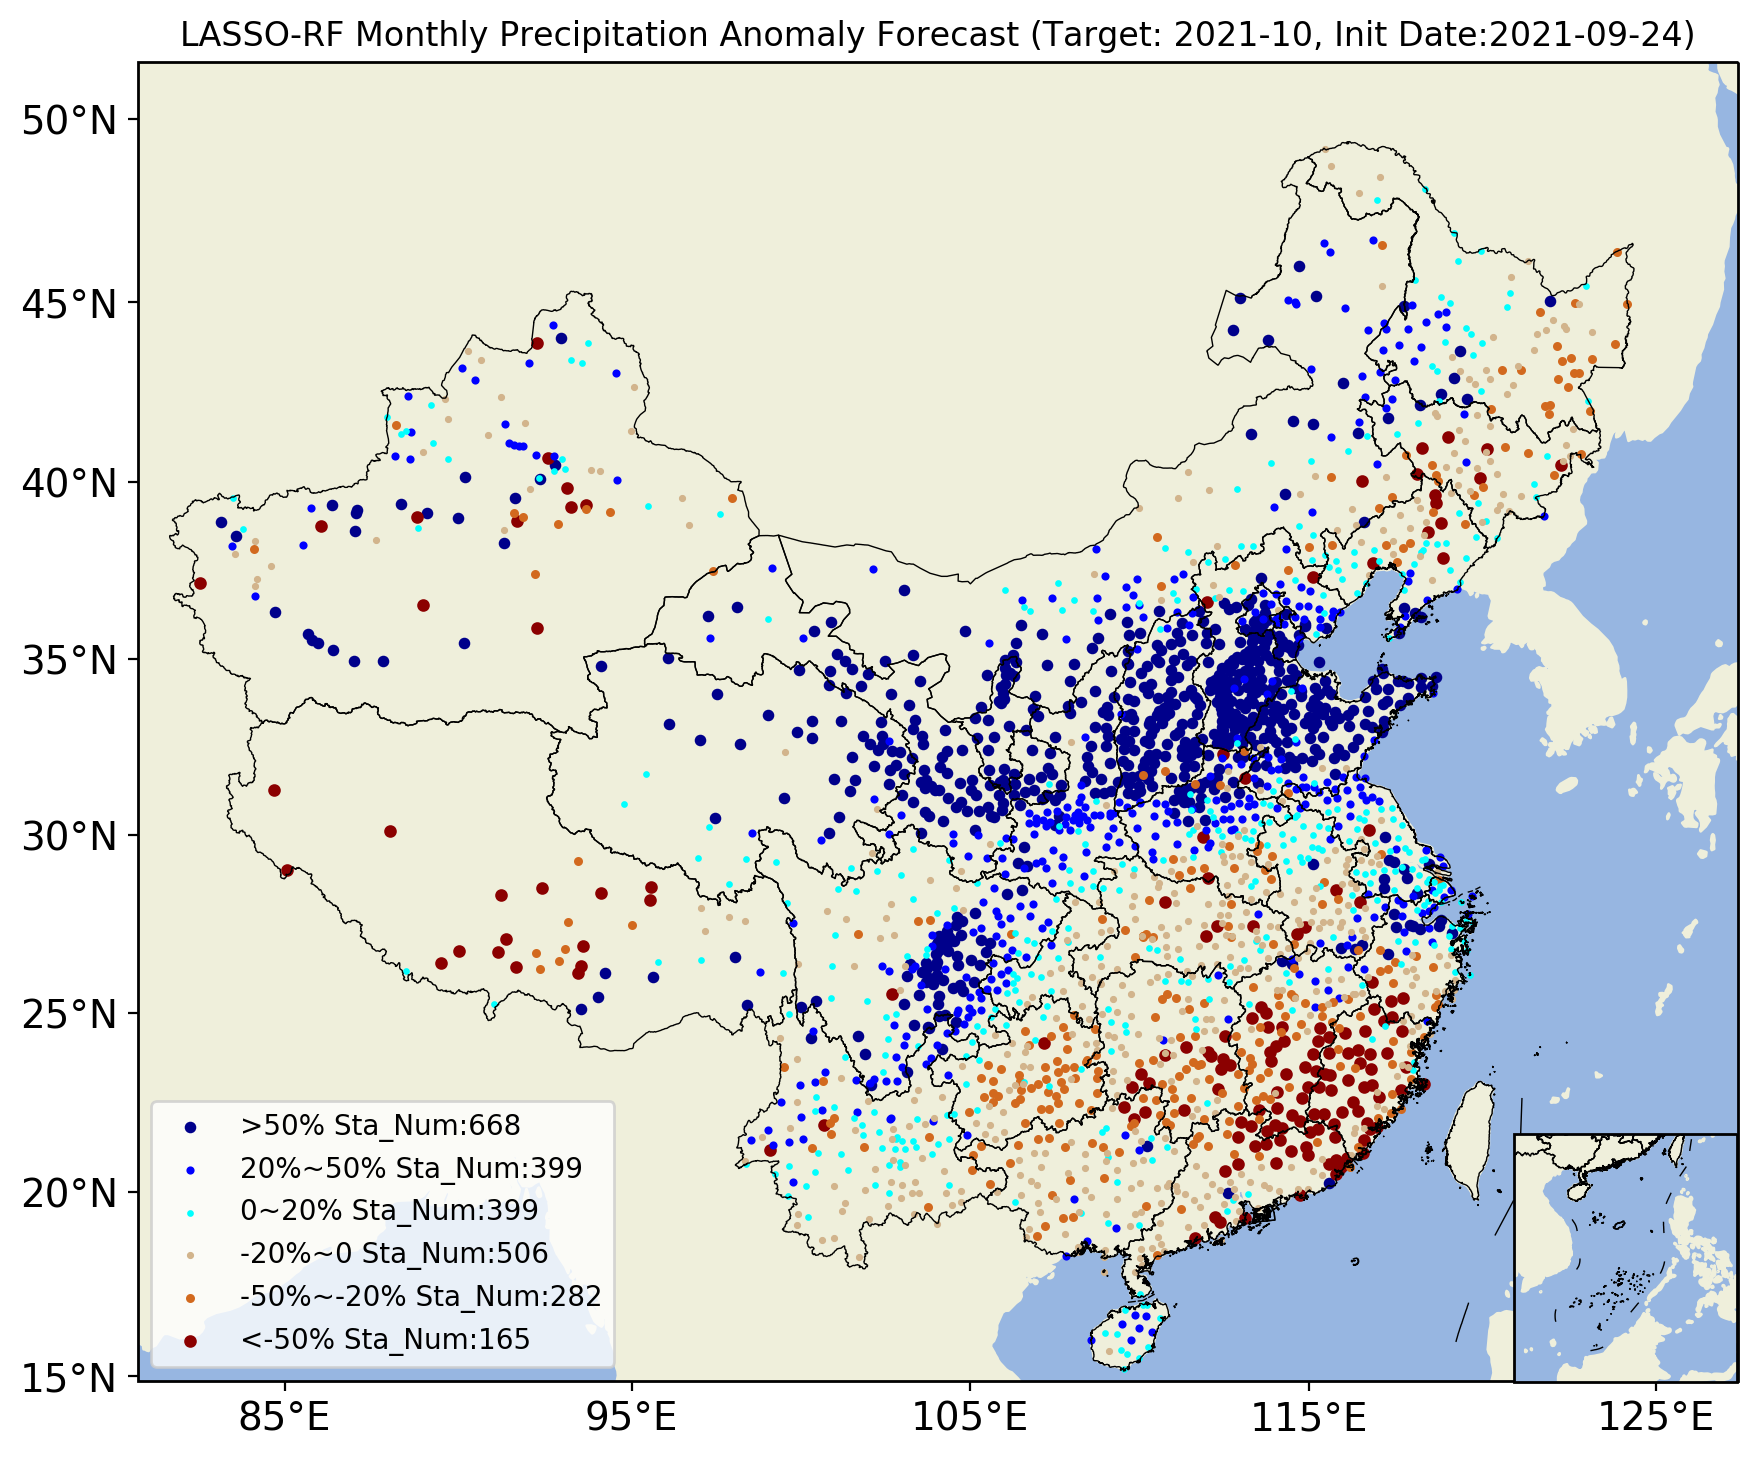 LASSO-RF Monthly Precipitation Anomaly Forecast (Target: 2021-10, Init Date:2021-09-24)
50°N
45°N
40°N
35°N
30°N
25°N
20°N
15°N
>50% Sta_Num:668
20%~50% Sta_Num:399
0~20% Sta_Num:399
-20%~0 Sta_Num:506
-50%~-20% Sta_Num:282
<-50% Sta_Num:165
85°E 95°E 105°E 115°E 125°E